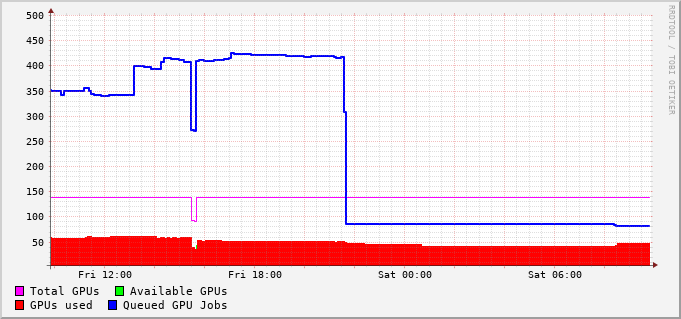 500
450
400
350
300
250
200
150
100
50
Fri 12:00 Fri 18:00 Sat 00:00 Sat 06:00
Total GPUs Available GPUs
GPUs used Queued GPU Jobs
RRDTOOL / TOBI OETIKER